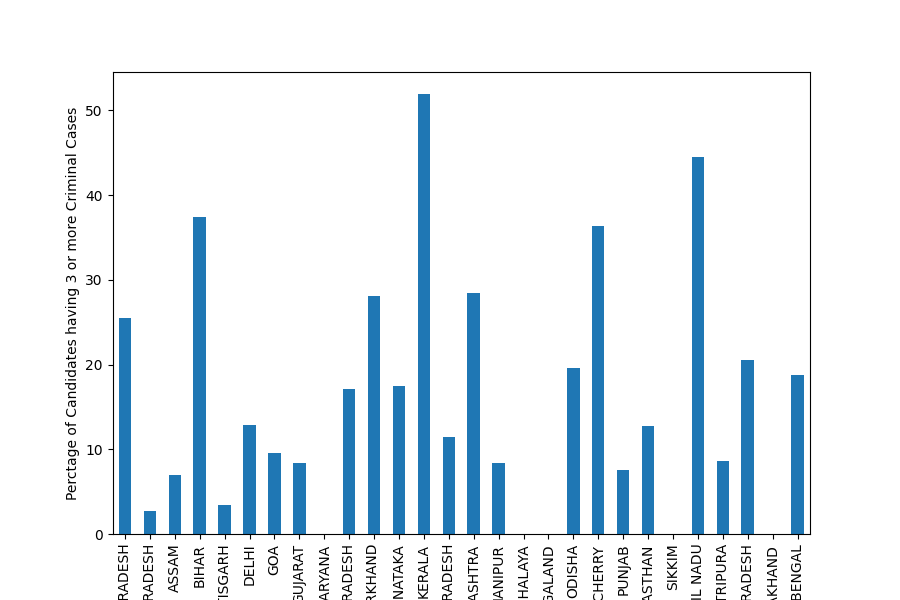 Perctage of Candidates having 3 or more Criminal Cases
50
40
30
20
10
0
RADESH
RADESH
ASSAM
BIHAR
TISGARH
DELHI
GOA
GUJARAT
ARYANA
RADESH
RKHAND
NATAKA
KERALA
RADESH
ASHTRA
ANIPUR
HALAYA
GALAND
ODISHA
CHERRY
PUNJAB
ASTHAN
SIKKIM
IL NADU
TRIPURA
RADESH
AKHAND
BENGAL